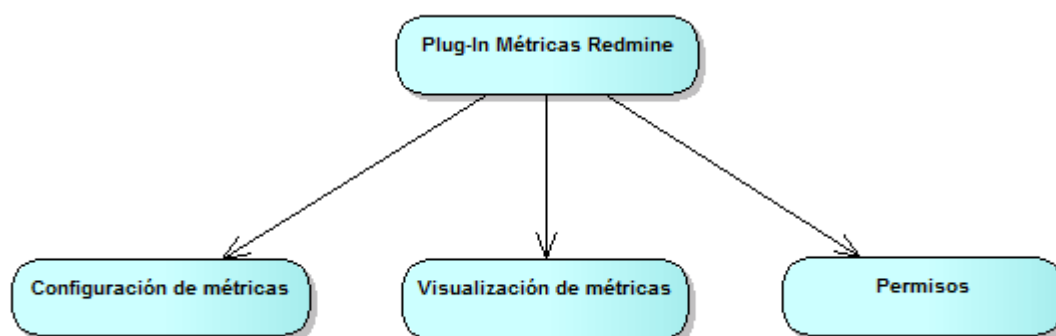 Plug-In Métricas Redmine
Configuración de métricas
Visualización de métricas
Permisos